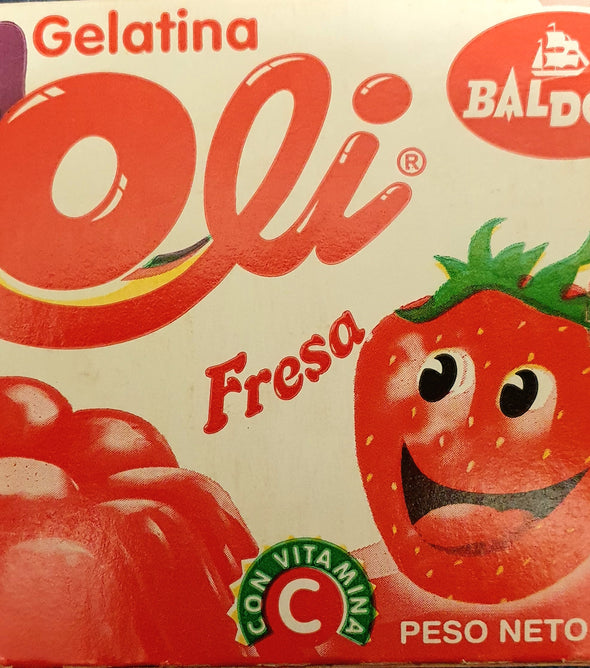 Gelatina
Oli®
BALDO
Fresa
CON VITAMINA
C
PESO NETO